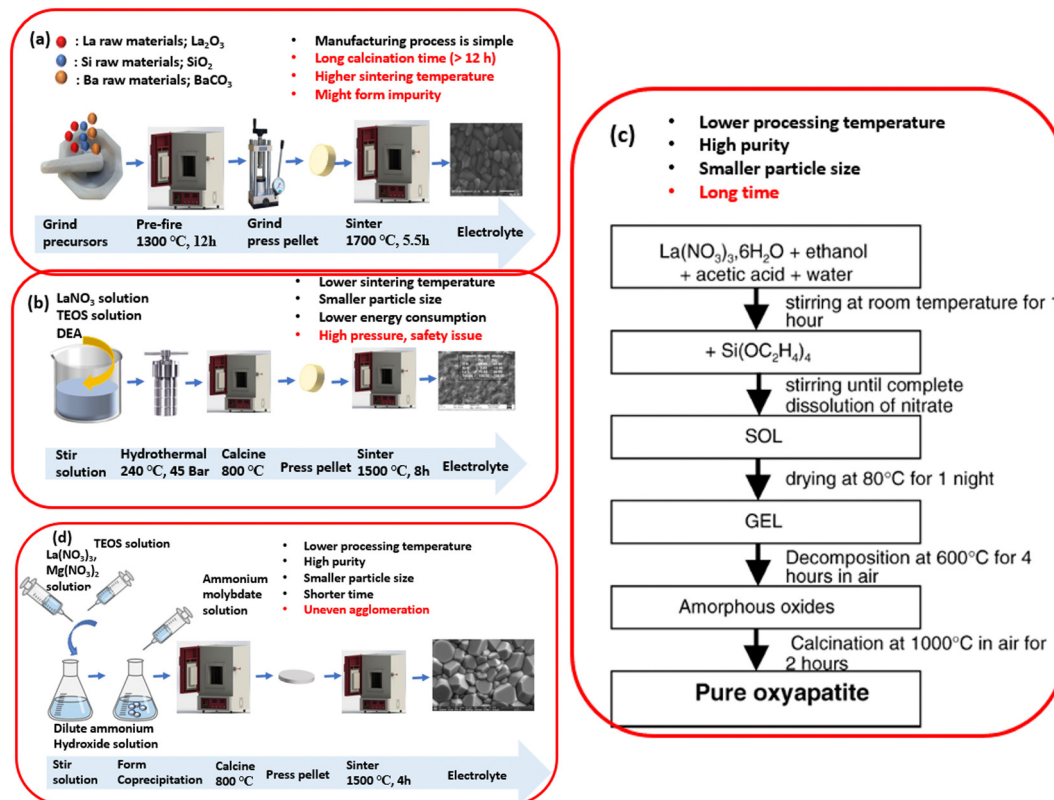 (a)
: La raw materials; La₂O₃
: Si raw materials; SiO₂
: Ba raw materials; BaCO₃
• Manufacturing process is simple
• Long calcination time (> 12 h)
• Higher sintering temperature
• Might form impurity
Grind
precursors
Pre-fire
1300 °C, 12h
Grind
press pellet
Sinter
1700 °C, 5.5h
Electrolyte
(b)
LaNO₃ solution
TEOS solution
DEA
• Lower sintering temperature
• Smaller particle size
• Lower energy consumption
• High pressure, safety issue
Stir
solution
Hydrothermal
240 °C, 45 Bar
Calcine
800 °C
Press pellet
Sinter
1500 °C, 8h
Electrolyte
(d)
La(NO₃)₃,
Mg(NO₃)₂
solution
TEOS solution
Ammonium
molybdate
solution
• Lower processing temperature
• High purity
• Smaller particle size
• Shorter time
• Uneven agglomeration
Dilute ammonium
Hydroxide solution
Stir
solution
Form
Coprecipitation
Calcine
800 °C
Press pellet
Sinter
1500 °C, 4h
Electrolyte
(c)
• Lower processing temperature
• High purity
• Smaller particle size
• Long time
La(NO₃)₃,6H₂O + ethanol
+ acetic acid + water
stirring at room temperature for 1
hour
+ Si(OC₂H₄)₄
stirring until complete
dissolution of nitrate
SOL
drying at 80°C for 1 night
GEL
Decomposition at 600°C for 4
hours in air
Amorphous oxides
Calcination at 1000°C in air for
2 hours
Pure oxyapatite